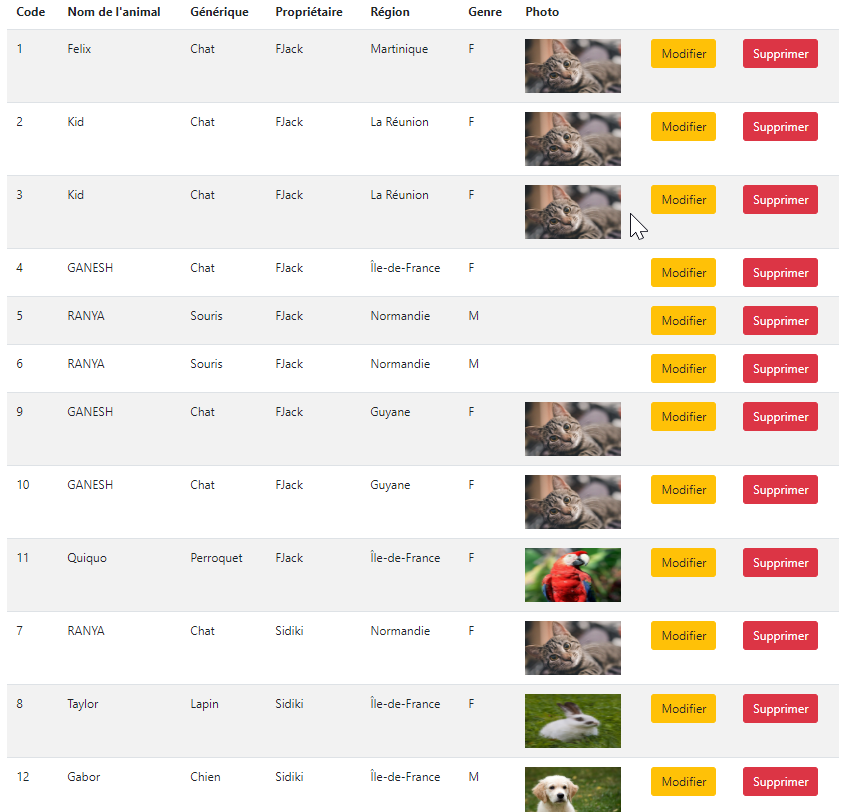 Code Nom de l'animal Générique Propriétaire Région Genre Photo
1 Felix Chat FJack Martinique F Modifier Supprimer
2 Kid Chat FJack La Réunion F Modifier Supprimer
3 Kid Chat FJack La Réunion F Modifier Supprimer
4 GANESH Chat FJack Île-de-France F Modifier Supprimer
5 RANYA Souris FJack Normandie M Modifier Supprimer
6 RANYA Souris FJack Normandie M Modifier Supprimer
9 GANESH Chat FJack Guyane F Modifier Supprimer
10 GANESH Chat FJack Guyane F Modifier Supprimer
11 Quiquo Perroquet FJack Île-de-France F Modifier Supprimer
7 RANYA Chat Sidiki Normandie F Modifier Supprimer
8 Taylor Lapin Sidiki Île-de-France F Modifier Supprimer
12 Gabor Chien Sidiki Île-de-France M Modifier Supprimer